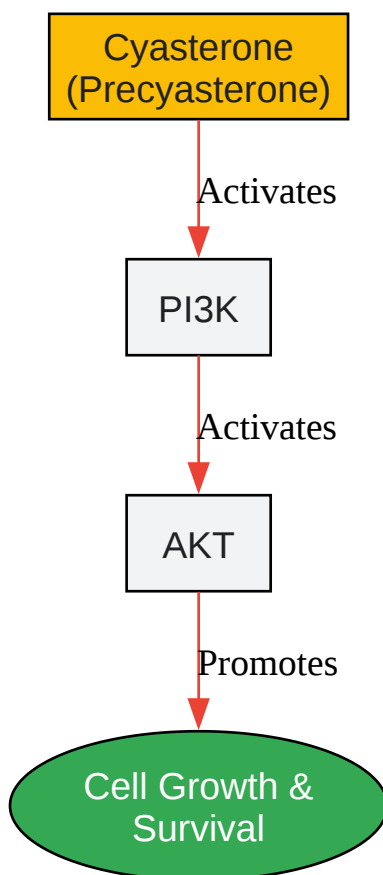 Cyasterone
(Precyasterone)
Activates
PI3K
Activates
AKT
Promotes
Cell Growth &
Survival